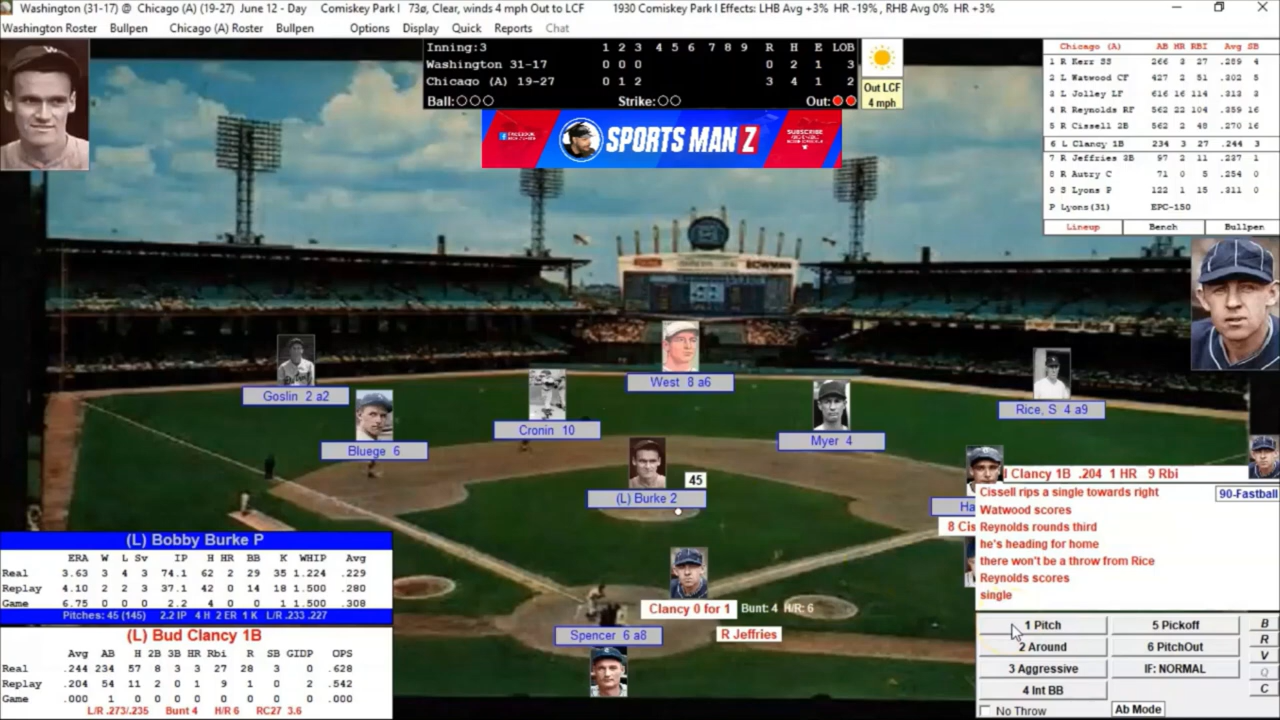 Washington (31-17) @ Chicago (A) (19-27) June 12 - Day Comiskey Park I 73ø, Clear, winds 4 mph Out to LCF 1930 Comiskey Park I Effects: LHB Avg +3% HR -19% , RHB Avg 0% HR +3%
Washington Roster Bullpen Chicago (A) Roster Bullpen Options Display Quick Reports Chat
Inning:3 1 2 3 4 5 6 7 8 9 R H E LOB
Washington 31-17 0 0 0 0 2 1 3
Chicago (A) 19-27 0 1 2 3 4 1 2
Ball: Strike: Out:
Out LCF
4 mph
FACEBOOK
SPORTS MAN Z
SUBSCRIBE
Chicago (A) AB HR RBI Avg SB
1 R Kerr SS 266 3 27 .289 4
2 L Watwood CF 427 2 51 .302 5
3 L Jolley LF 616 16 114 .313 3
4 R Reynolds RF 562 22 104 .359 16
5 R Cissell 2B 562 2 48 .270 16
6 L Clancy 1B 234 3 27 .244 3
7 R Jeffries 3B 97 2 11 .237 1
8 R Autry C 71 0 5 .254 0
9 S Lyons P 122 1 15 .311 0
P Lyons(31) EPC-150
Lineup Bench Bullpen
Goslin 2 a2
Bluege 6
Cronin 10
West 8 a6
Myer 4
Rice, S 4 a9
(L) Burke 2
45
Ha
8 Cis
Clancy 0 for 1 Bunt: 4 H/R: 6
R Jeffries
Spencer 6 a8
l Clancy 1B .204 1 HR 9 Rbi
90-Fastball
Cissell rips a single towards right
Watwood scores
Reynolds rounds third
he's heading for home
there won't be a throw from Rice
Reynolds scores
single
1 Pitch 5 Pickoff B
2 Around 6 PitchOut R
3 Aggressive IF: NORMAL V
Q
4 Int BB C
No Throw Ab Mode
(L) Bobby Burke P
ERA W L Sv IP H HR BB K WHIP Avg
Real 3.63 3 4 3 74.1 62 2 29 35 1.224 .229
Replay 4.10 2 2 3 37.1 42 0 14 18 1.500 .280
Game 6.75 0 0 0 2.2 4 0 0 1 1.500 .308
Pitches: 45 (145) 2.2 IP 4 H 2 ER 1 K L/R .233 .227
(L) Bud Clancy 1B
Avg AB H 2B 3B HR Rbi R SB GIDP OPS
Real .244 234 57 8 3 3 27 28 3 0 .628
Replay .204 54 11 2 0 1 9 1 0 2 .542
Game .000 1 0 0 0 0 0 0 0 0 .000
L/R .273/.235 Bunt 4 H/R 6 RC27 3.6